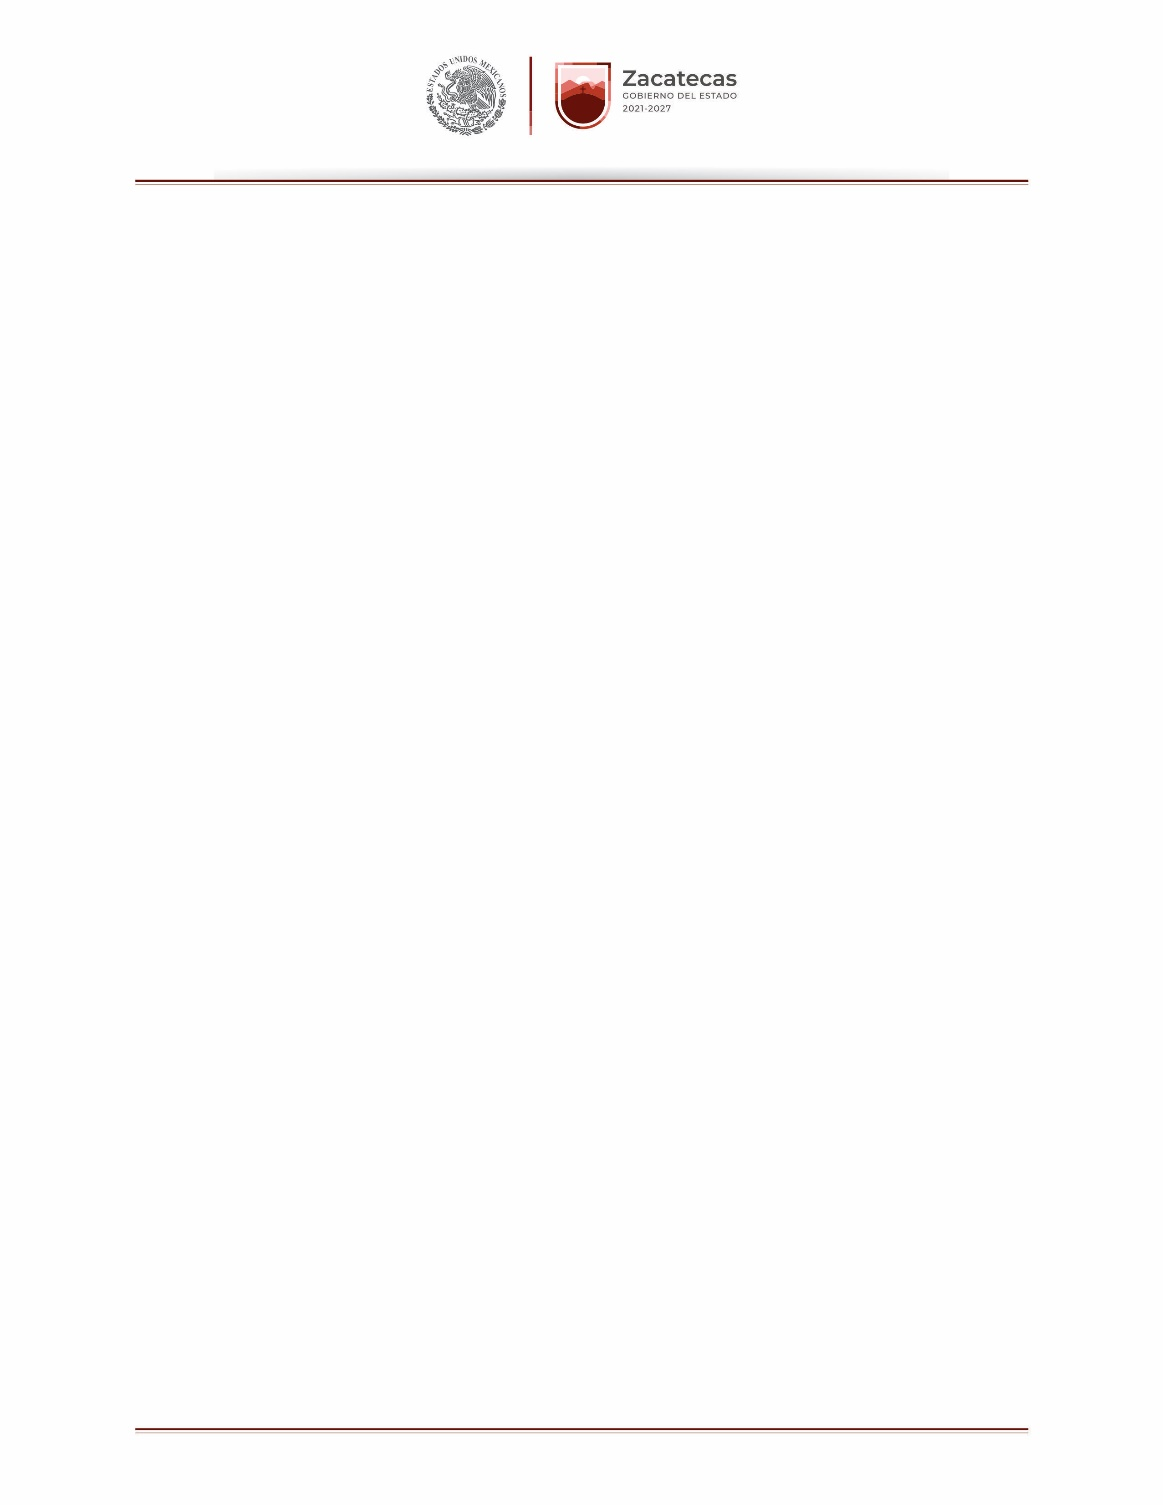 ESTADOS UNIDOS MEXICANOS
Zacatecas
GOBIERNO DEL ESTADO
2021-2027